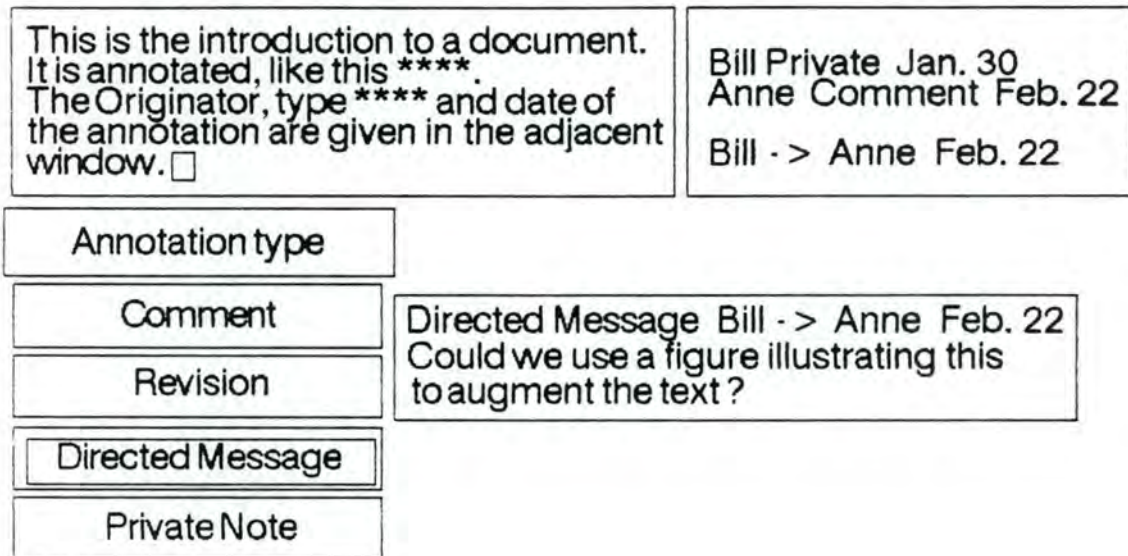 This is the introduction to a document.
It is annotated, like this ****.
The Originator, type **** and date of
the annotation are given in the adjacent
window.
Bill Private Jan. 30
Anne Comment Feb. 22
Bill - > Anne Feb. 22
Annotation type
Comment
Revision
Directed Message
Private Note
Directed Message Bill - > Anne Feb. 22
Could we use a figure illustrating this
to augment the text ?